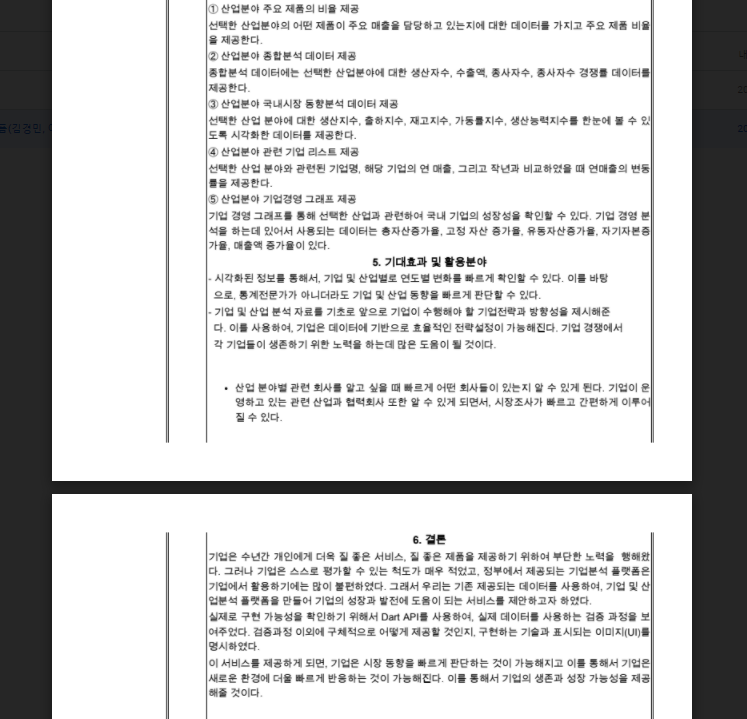 ① 산업분야 주요 제품의 비율 제공
선택한 산업분야의 어떤 제품이 주요 매출을 담당하고 있는지에 대한 데이터를 가지고 주요 제품 비율
을 제공한다.
② 산업분야 종합분석 데이터 제공
종합분석 데이터에는 선택한 산업분야에 대한 생산자수, 수출액, 종사자수, 종사자수 경쟁률 데이터를
제공한다.
③ 산업분야 국내시장 동향분석 데이터 제공
선택한 산업 분야에 대한 생산지수, 출하지수, 재고지수, 가동률지수, 생산능력지수를 한눈에 볼 수 있
도록 시각화한 데이터를 제공한다.
④ 산업분야 관련 기업 리스트 제공
선택한 산업 분야와 관련된 기업명, 해당 기업의 연 매출, 그리고 작년과 비교하였을 때 연매출의 변동
률을 제공한다.
⑤ 산업분야 기업경영 그래프 제공
기업 경영 그래프를 통해 선택한 산업과 관련하여 국내 기업의 성장성을 확인할 수 있다. 기업 경영 분
석을 하는데 있어서 사용되는 데이터는 총자산증가율, 고정 자산 증가율, 유동자산증가율, 자기자본증
가율, 매출액 증가율이 있다.
5. 기대효과 및 활용분야
- 시각화된 정보를 통해서, 기업 및 산업별로 연도별 변화를 빠르게 확인할 수 있다. 이를 바탕
으로, 통계전문가가 아니더라도 기업 및 산업 동향을 빠르게 판단할 수 있다.
- 기업 및 산업 분석 자료를 기초로 앞으로 기업이 수행해야 할 기업전략과 방향성을 제시해준
다. 이를 사용하여, 기업은 데이터에 기반으로 효율적인 전략설정이 가능해진다. 기업 경쟁에서
각 기업들이 생존하기 위한 노력을 하는데 많은 도움이 될 것이다.
• 산업 분야별 관련 회사를 알고 싶을 때 빠르게 어떤 회사들이 있는지 알 수 있게 된다. 기업이 운
영하고 있는 관련 산업과 협력회사 또한 알 수 있게 되면서, 시장조사가 빠르고 간편하게 이루어
질 수 있다.
6. 결론
기업은 수년간 개인에게 더욱 질 좋은 서비스, 질 좋은 제품을 제공하기 위하여 부단한 노력을 행해왔
다. 그러나 기업은 스스로 평가할 수 있는 척도가 매우 적었고, 정부에서 제공되는 기업분석 플랫폼은
기업에서 활용하기에는 많이 불편하였다. 그래서 우리는 기존 제공되는 데이터를 사용하여, 기업 및 산
업분석 플랫폼을 만들어 기업의 성장과 발전에 도움이 되는 서비스를 제안하고자 하였다.
실제로 구현 가능성을 확인하기 위해서 Dart API를 사용하여, 실제 데이터를 사용하는 검증 과정을 보
여주었다. 검증과정 이외에 구체적으로 어떻게 제공할 것인지, 구현하는 기술과 표시되는 이미지(UI)를
명시하였다.
이 서비스를 제공하게 되면, 기업은 시장 동향을 빠르게 판단하는 것이 가능해지고 이를 통해서 기업은
새로운 환경에 더욱 빠르게 반응하는 것이 가능해진다. 이를 통해서 기업의 생존과 성장 가능성을 제공
해줄 것이다.